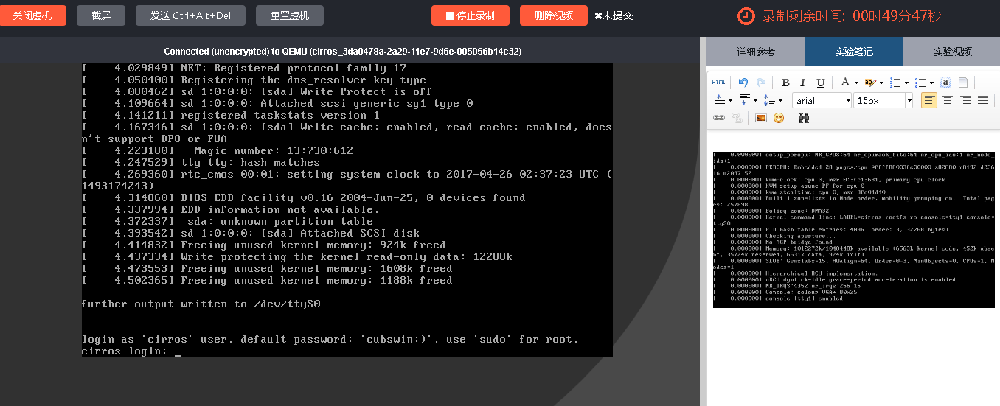 关闭虚机
截屏
发送 Ctrl+Alt+Del
重置虚机
停止录制
删除视频
✖未提交
录制剩余时间: 00时49分47秒
Connected (unencrypted) to QEMU (cirros_3da0478a-2a29-11e7-9d6e-005056b14c32)
[    4.029849] NET: Registered protocol family 17
[    4.050400] Registering the dns_resolver key type
[    4.080462] sd 1:0:0:0: [sda] Write Protect is off
[    4.109664] sd 1:0:0:0: Attached scsi generic sg1 type 0
[    4.141211] registered taskstats version 1
[    4.167346] sd 1:0:0:0: [sda] Write cache: enabled, read cache: enabled, does
n't support DPO or FUA
[    4.223180]   Magic number: 13:730:612
[    4.247529] tty tty: hash matches
[    4.269360] rtc_cmos 00:01: setting system clock to 2017-04-26 02:37:23 UTC (
1493174243)
[    4.314860] BIOS EDD facility v0.16 2004-Jun-25, 0 devices found
[    4.337994] EDD information not available.
[    4.372337]  sda: unknown partition table
[    4.393542] sd 1:0:0:0: [sda] Attached SCSI disk
[    4.414832] Freeing unused kernel memory: 924k freed
[    4.437334] Write protecting the kernel read-only data: 12288k
[    4.473553] Freeing unused kernel memory: 1608k freed
[    4.502365] Freeing unused kernel memory: 1188k freed
further output written to /dev/ttyS0
login as 'cirros' user. default password: 'cubswin:)'. use 'sudo' for root.
cirros login: _
详细参考
实验笔记
实验视频
HTML
B I U A ab a
arial
16px
[    0.000000] setup_percpu: NR_CPUS:64 nr_cpumask_bits:64 nr_cpu_ids:1 nr_node_
ids:1
[    0.000000] PERCPU: Embedded 28 pages/cpu @ffff88003fc00000 s82880 r8192 d236
16 u2097152
[    0.000000] kvm-clock: cpu 0, msr 0:3fc13681, primary cpu clock
[    0.000000] KVM setup async PF for cpu 0
[    0.000000] kvm-stealtime: cpu 0, msr 3fc0dd40
[    0.000000] Built 1 zonelists in Node order, mobility grouping on.  Total pag
es: 257898
[    0.000000] Policy zone: DMA32
[    0.000000] Kernel command line: LABEL=cirros-rootfs ro console=tty1 console=
ttyS0
[    0.000000] PID hash table entries: 4096 (order: 3, 32768 bytes)
[    0.000000] Checking aperture...
[    0.000000] No AGP bridge found
[    0.000000] Memory: 1012272k/1048448k available (6563k kernel code, 452k abse
nt, 35724k reserved, 6631k data, 924k init)
[    0.000000] SLUB: Genslabs=15, HWalign=64, Order=0-3, MinObjects=0, CPUs=1, N
odes=1
[    0.000000] Hierarchical RCU implementation.
[    0.000000] RCU dyntick-idle grace-period acceleration is enabled.
[    0.000000] NR_IRQS:4352 nr_irqs:256 16
[    0.000000] Console: colour VGA+ 80x25
[    0.000000] console [tty1] enabled